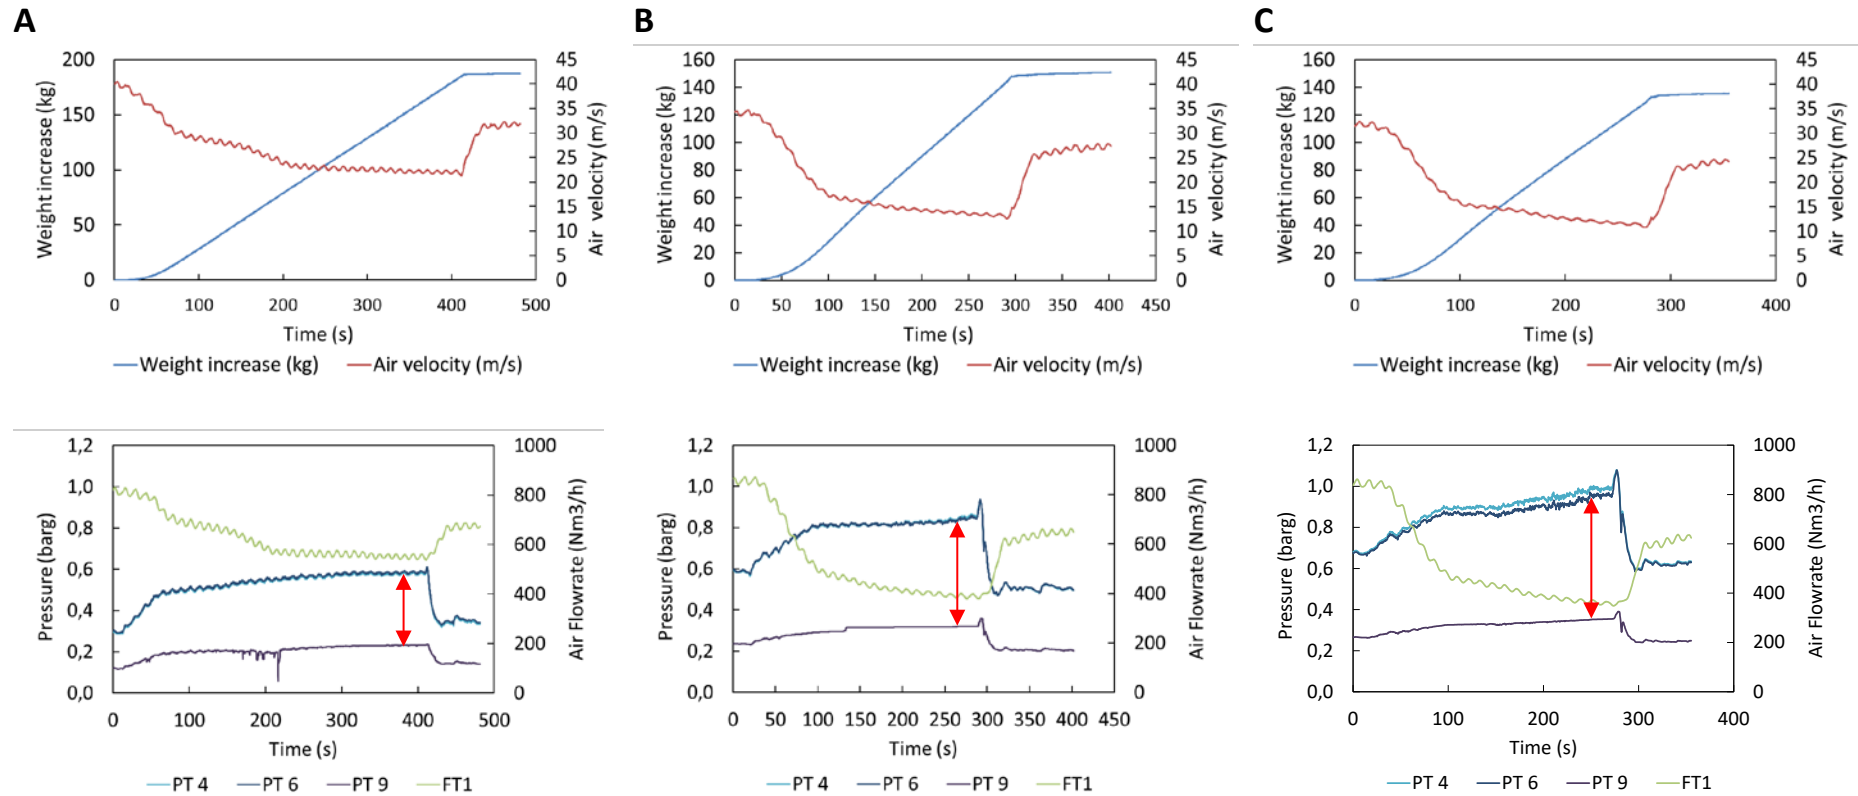 A
B
C
200
150
100
50
0
Weight increase (kg)
45
40
35
30
25
20
15
10
5
0
Air velocity (m/s)
0 100 200 300 400 500
Time (s)
Weight increase (kg) Air velocity (m/s)
160
140
120
100
80
60
40
20
0
Weight increase (kg)
45
40
35
30
25
20
15
10
5
0
Air velocity (m/s)
0 50 100 150 200 250 300 350 400 450
Time (s)
Weight increase (kg) Air velocity (m/s)
160
140
120
100
80
60
40
20
0
Weight increase (kg)
45
40
35
30
25
20
15
10
5
0
Air velocity (m/s)
0 100 200 300 400
Time (s)
Weight increase (kg) Air velocity (m/s)
1,2
1,0
0,8
0,6
0,4
0,2
0,0
Pressure (barg)
1000
800
600
400
200
0
Air Flowrate (Nm3/h)
0 100 200 300 400 500
Time (s)
PT 4 PT 6 PT 9 FT1
1,2
1,0
0,8
0,6
0,4
0,2
0,0
Pressure (barg)
1000
800
600
400
200
0
Air Flowrate (Nm3/h)
0 50 100 150 200 250 300 350 400 450
Time (s)
PT 4 PT 6 PT 9 FT1
1,2
1,0
0,8
0,6
0,4
0,2
0,0
Pressure (barg)
1000
800
600
400
200
0
Air Flowrate (Nm3/h)
0 100 200 300 400
Time (s)
PT 4 PT 6 PT 9 FT1